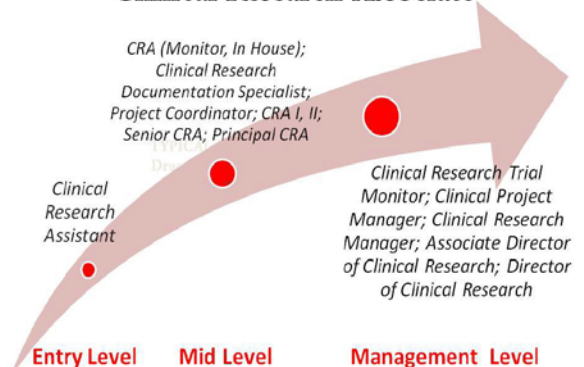 CRA (Monitor, In House);
Clinical Research
Documentation Specialist;
Project Coordinator; CRA I, II;
Senior CRA; Principal CRA
TYPICAL
Clinical
Research
Assistant
Clinical Research Trial
Monitor; Clinical Project
Manager; Clinical Research
Manager; Associate Director
of Clinical Research; Director
of Clinical Research
Entry Level
Mid Level
Management Level